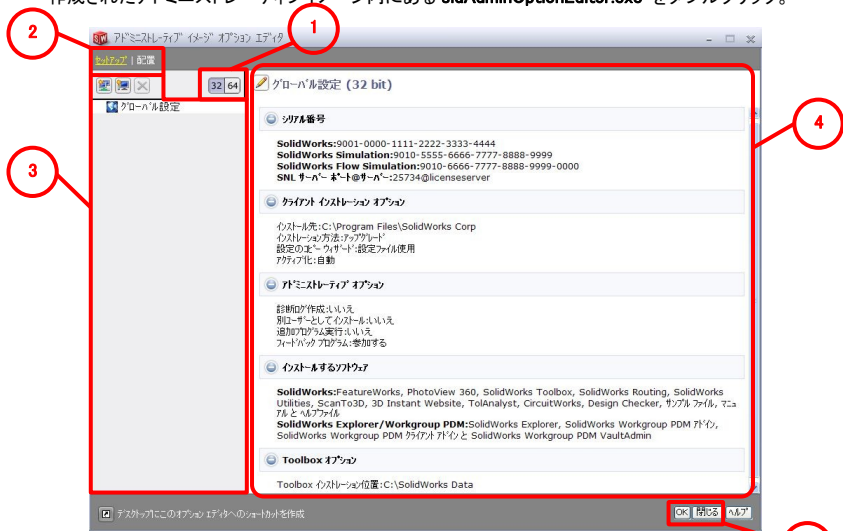 作成されたアドミニストレーティブ イメージ内にある sldAdminOptionEditor.exe をダブルクリック。
1
2
アドミニストレーティブ イメージ オプション エディタ
セットアップ | 配置
32 64
グローバル設定
グローバル設定 (32 bit)
シリアル番号
SolidWorks:9001-0000-1111-2222-3333-4444
SolidWorks Simulation:9010-5555-6666-7777-8888-9999
SolidWorks Flow Simulation:9010-6666-7777-8888-9999-0000
SNL サーバー ポート@サーバー:25734@licenseserver
4
3
クライアント インストレーション オプション
インストール先:C:\Program Files\SolidWorks Corp
インストレーション方法:アップグレード
設定のコピー ウィザード:設定ファイル使用
アクティブ化:自動
アドミニストレーティブ オプション
診断ログ作成:いいえ
別ユーザーとしてインストール:いいえ
追加プログラム実行:いいえ
フィードバック プログラム:参加する
インストールするソフトウェア
SolidWorks:FeatureWorks, PhotoView 360, SolidWorks Toolbox, SolidWorks Routing, SolidWorks
Utilities, ScanTo3D, 3D Instant Website, TolAnalyst, CircuitWorks, Design Checker, サンプル ファイル, マニュ
アル と ヘルプファイル
SolidWorks Explorer/Workgroup PDM:SolidWorks Explorer, SolidWorks Workgroup PDM アドイン,
SolidWorks Workgroup PDM クライアント アドイン と SolidWorks Workgroup PDM VaultAdmin
Toolbox オプション
Toolbox インストレーション位置:C:\SolidWorks Data
デスクトップにこのオプション エディタへのショートカットを作成
OK 閉じる ヘルプ